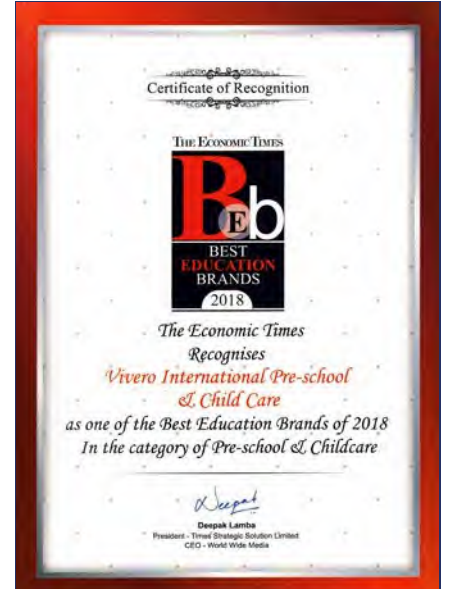 Certificate of Recognition
THE ECONOMIC TIMES
BEb
BEST
EDUCATION
BRANDS
2018
The Economic Times
Recognises
Vivero International Pre-school
& Child Care
as one of the Best Education Brands of 2018
In the category of Pre-school & Childcare
Deepak
Deepak Lamba
President - Times Strategic Solution Limited
CEO - World Wide Media